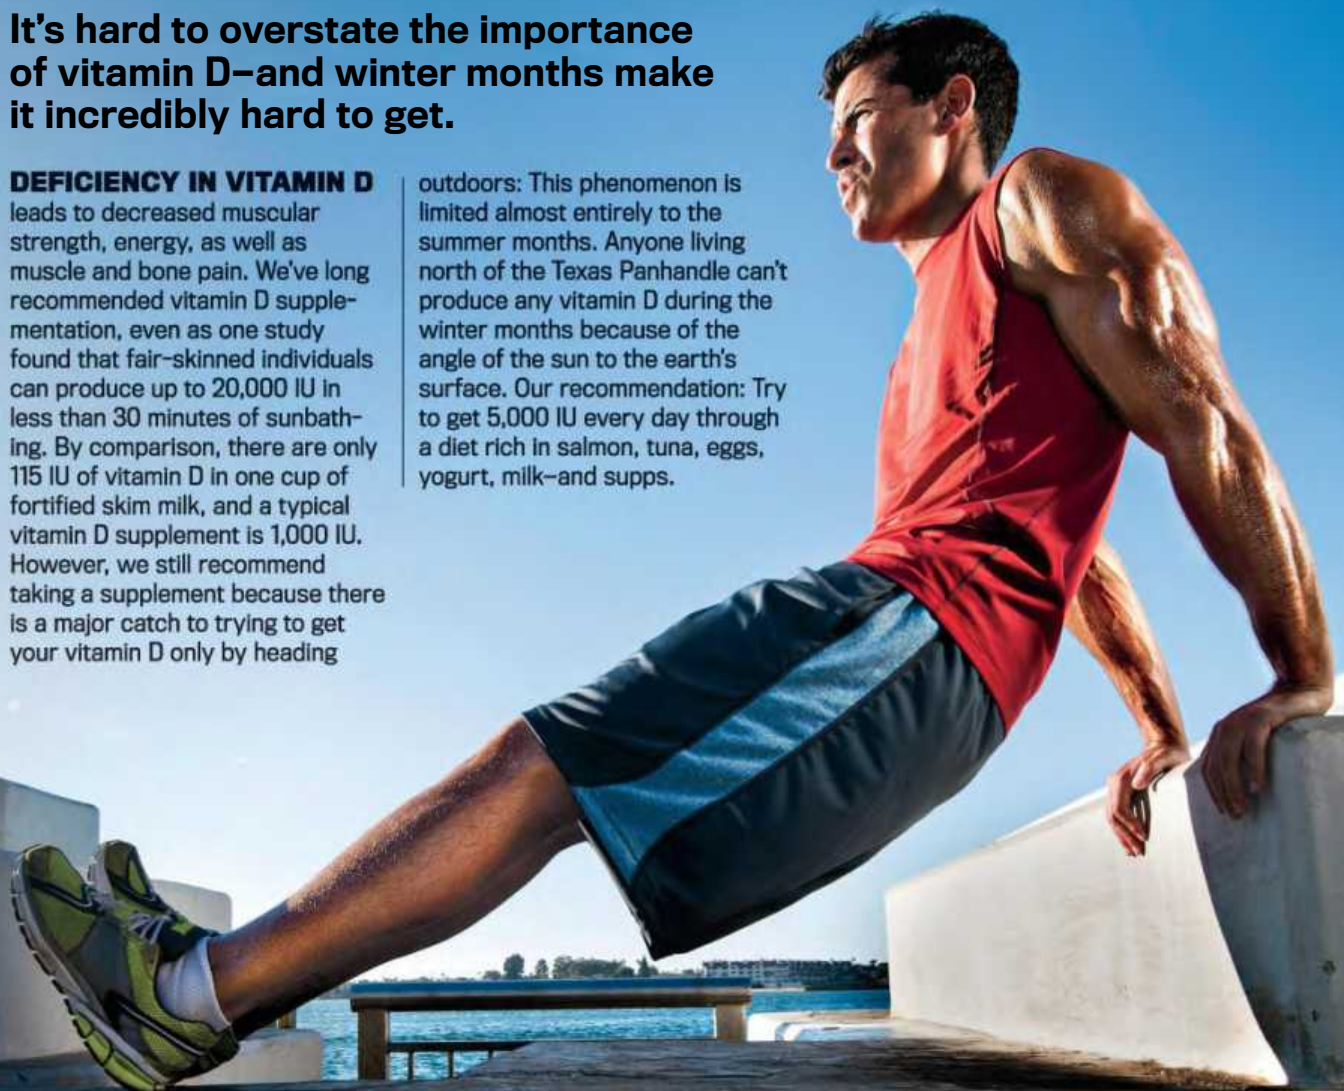 It's hard to overstate the importance
of vitamin D–and winter months make
it incredibly hard to get.
DEFICIENCY IN VITAMIN D
leads to decreased muscular
strength, energy, as well as
muscle and bone pain. We've long
recommended vitamin D supple-
mentation, even as one study
found that fair-skinned individuals
can produce up to 20,000 IU in
less than 30 minutes of sunbath-
ing. By comparison, there are only
115 IU of vitamin D in one cup of
fortified skim milk, and a typical
vitamin D supplement is 1,000 IU.
However, we still recommend
taking a supplement because there
is a major catch to trying to get
your vitamin D only by heading
outdoors: This phenomenon is
limited almost entirely to the
summer months. Anyone living
north of the Texas Panhandle can't
produce any vitamin D during the
winter months because of the
angle of the sun to the earth's
surface. Our recommendation: Try
to get 5,000 IU every day through
a diet rich in salmon, tuna, eggs,
yogurt, milk–and supps.